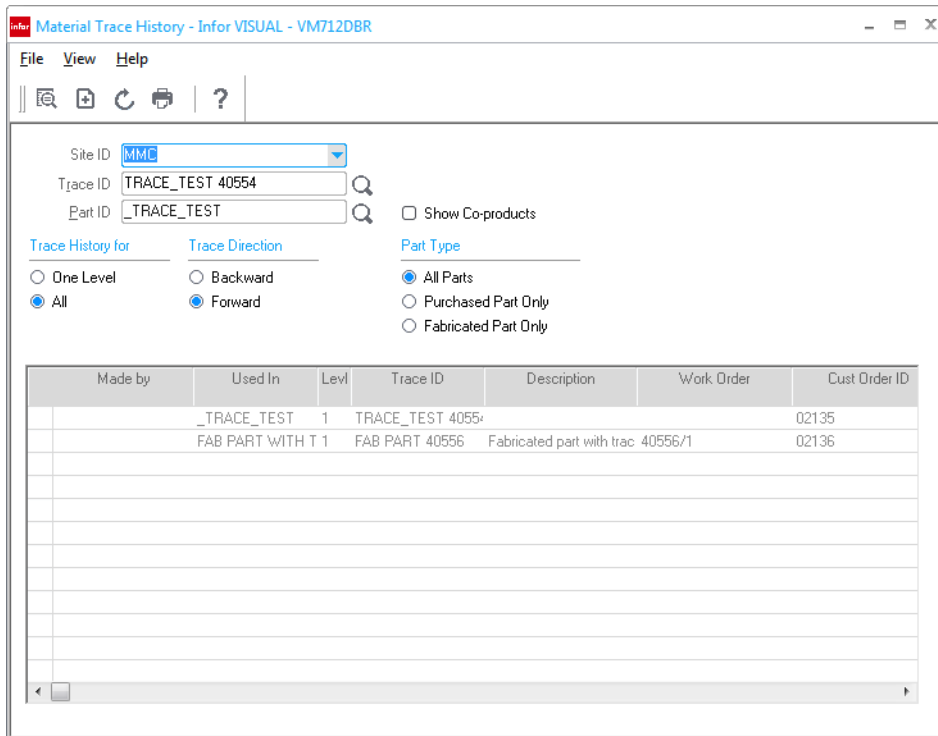 infor Material Trace History - Infor VISUAL - VM712DBR
File View Help
Site ID MMC
Trace ID TRACE_TEST 40554
Part ID _TRACE_TEST
Show Co-products
Trace History for Trace Direction Part Type
One Level Backward All Parts
All Forward Purchased Part Only
Fabricated Part Only
Made by Used In Levl Trace ID Description Work Order Cust Order ID
_TRACE_TEST 1 TRACE_TEST 40554 02135
FAB PART WITH T 1 FAB PART 40556 Fabricated part with trac 40556/1 02136